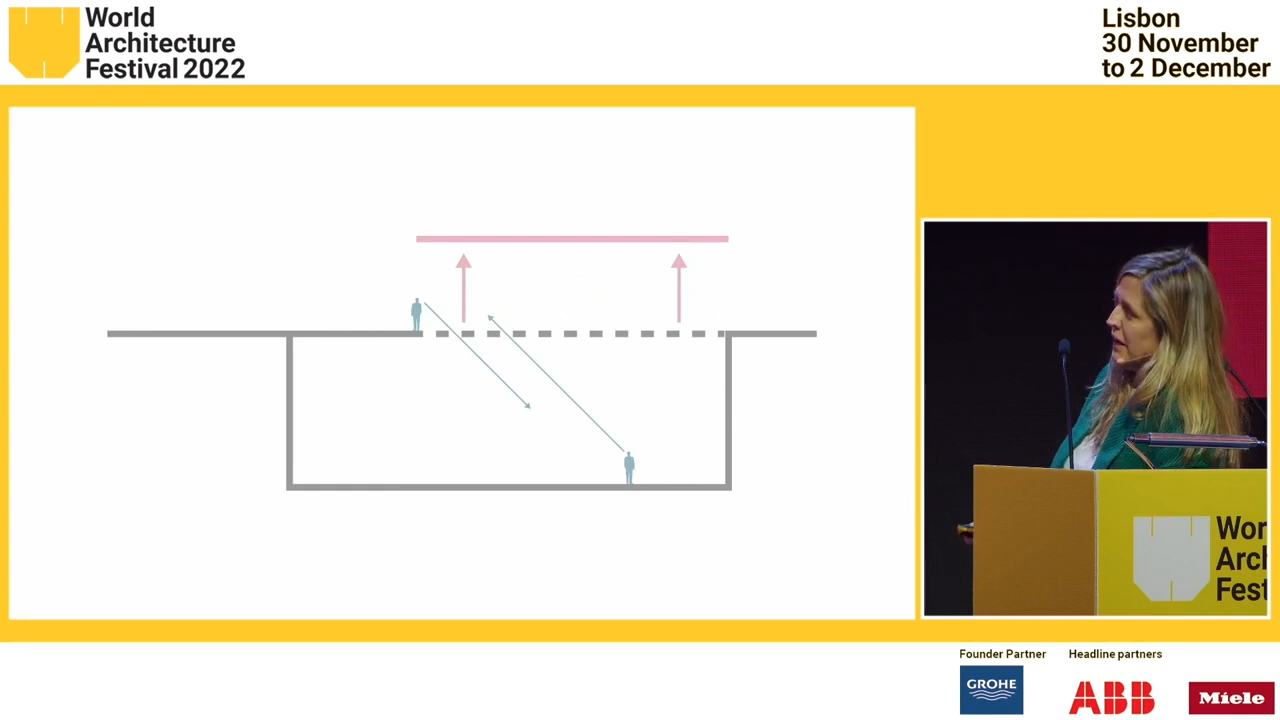 World
Architecture
Festival 2022
Lisbon
30 November
to 2 December
Wor
Arch
Fest
Founder Partner
Headline partners
GROHE
ABB
Miele